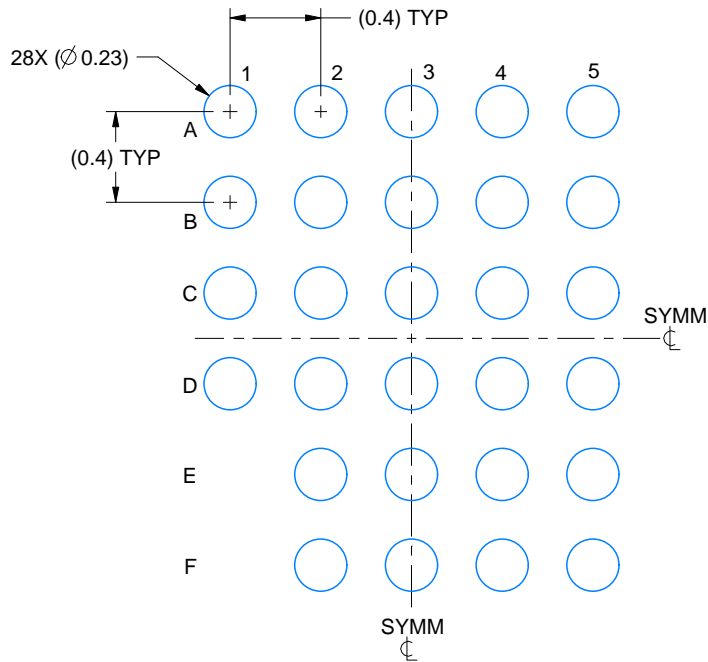 (0.4) TYP
28X (∅ 0.23)
1 2 3 4 5
A
(0.4) TYP
B
C
SYMM
℄
D
E
F
SYMM
℄